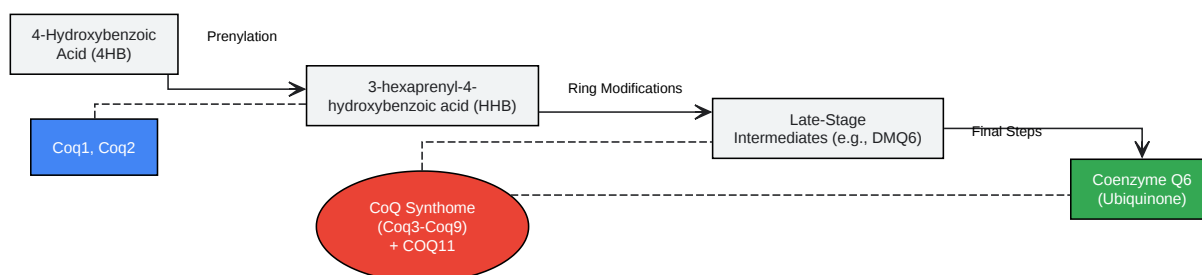 4-Hydroxybenzoic
Acid (4HB)
Prenylation
3-hexaprenyl-4-
hydroxybenzoic acid (HHB)
Ring Modifications
Late-Stage
Intermediates (e.g., DMQ6)
Final Steps
Coq1, Coq2
Coenzyme Q6
(Ubiquinone)
CoQ Synthome
(Coq3-Coq9)
+ COQ11